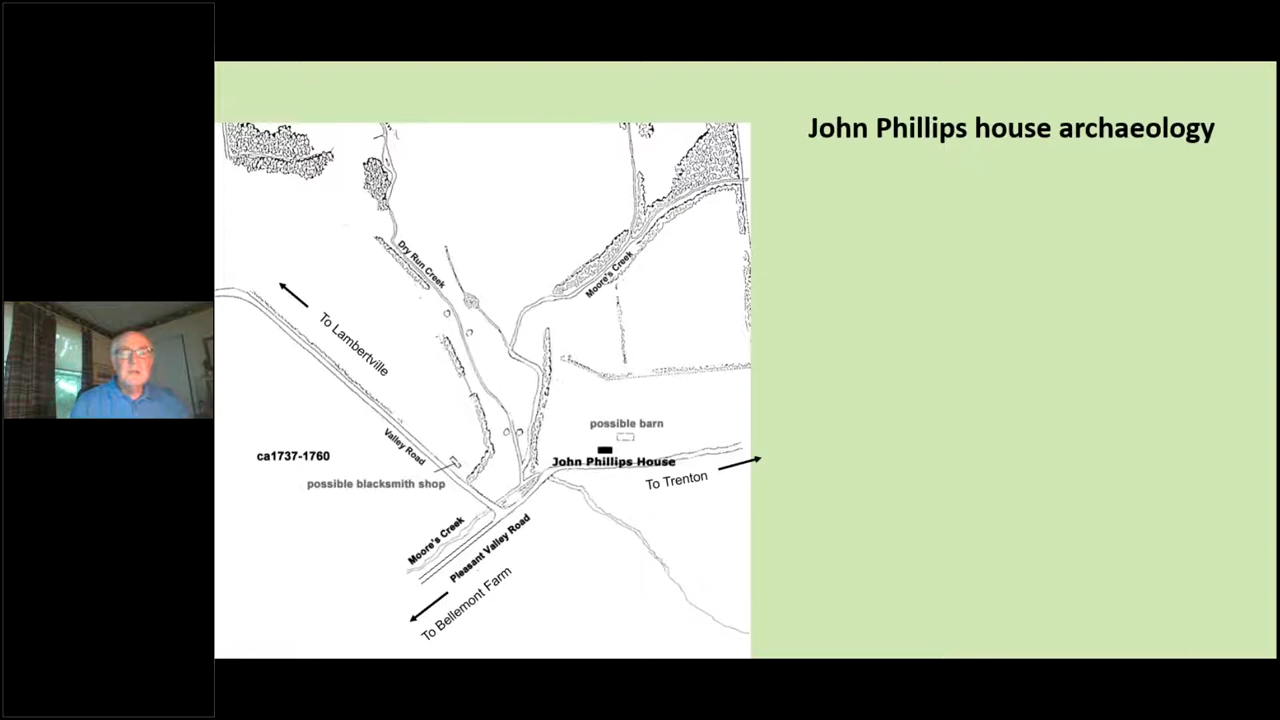 John Phillips house archaeology
Dry Run Creek
Moore's Creek
To Lambertville
possible barn
Valley Road
ca1737-1760
John Phillips House
To Trenton
possible blacksmith shop
Moore's Creek
Pleasant Valley Road
To Bellemont Farm